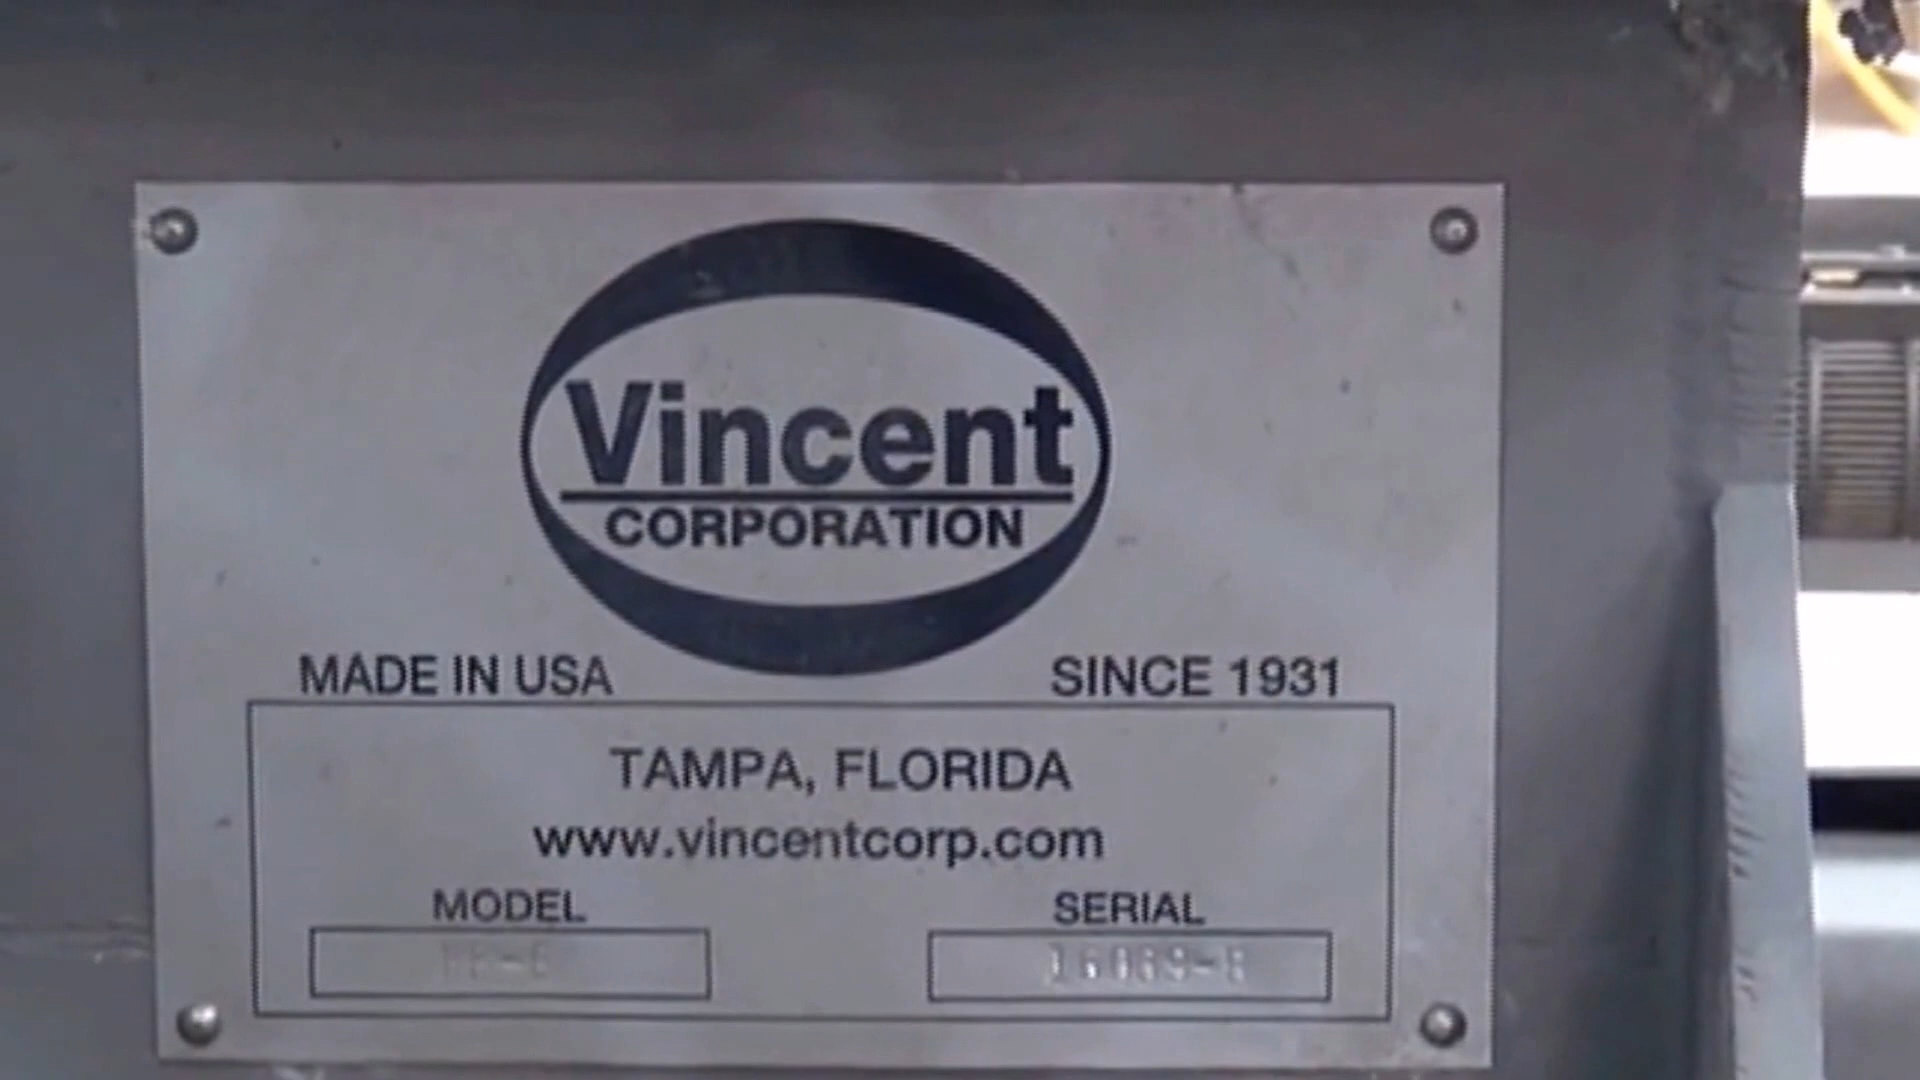 Vincent
CORPORATION
MADE IN USA
SINCE 1931
TAMPA, FLORIDA
www.vincentcorp.com
MODEL
SERIAL